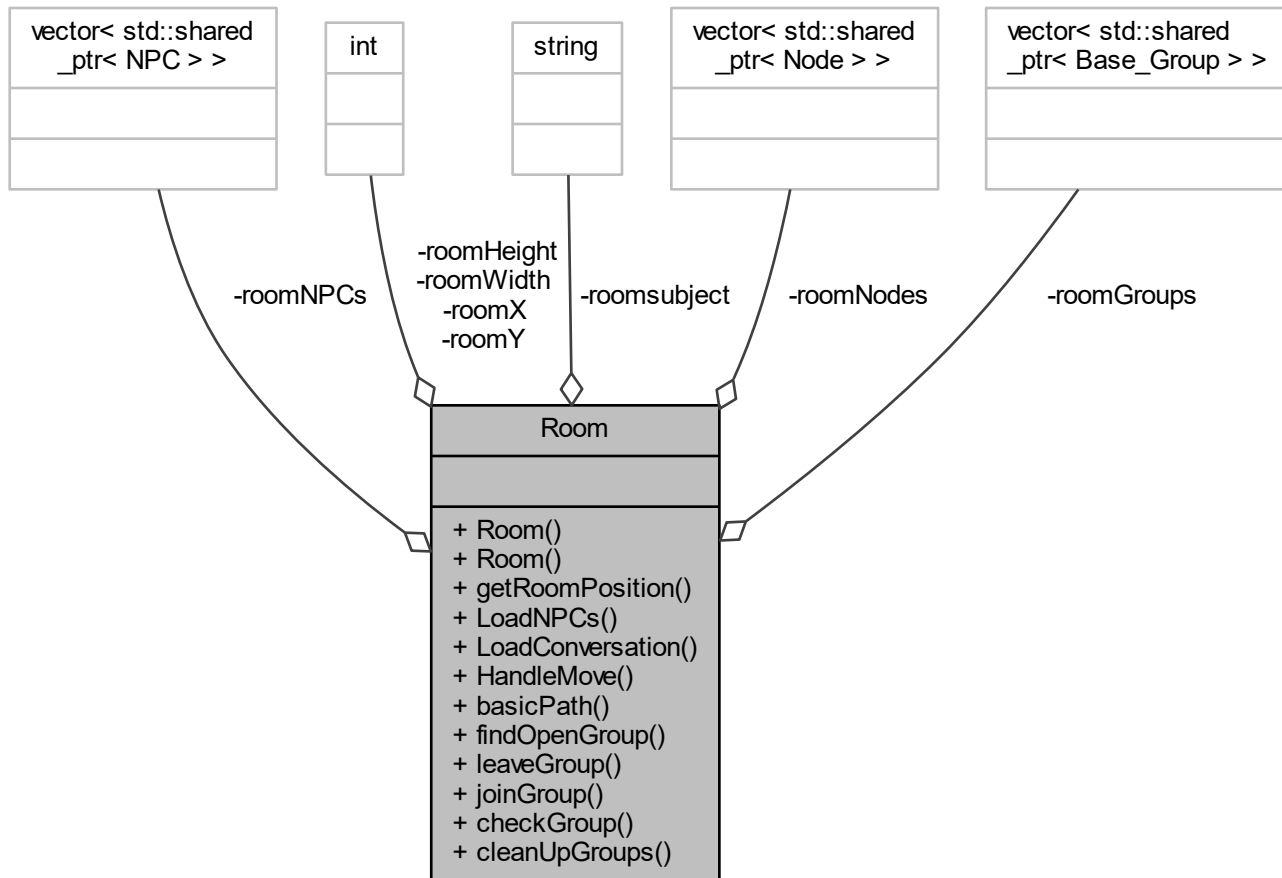 vector< std::shared
_ptr< NPC > >
int
string
vector< std::shared
_ptr< Node > >
vector< std::shared
_ptr< Base_Group > >
-roomNPCs
-roomHeight
-roomWidth
-roomX
-roomY
-roomsubject
-roomNodes
-roomGroups
Room
+ Room()
+ Room()
+ getRoomPosition()
+ LoadNPCs()
+ LoadConversation()
+ HandleMove()
+ basicPath()
+ findOpenGroup()
+ leaveGroup()
+ joinGroup()
+ checkGroup()
+ cleanUpGroups()